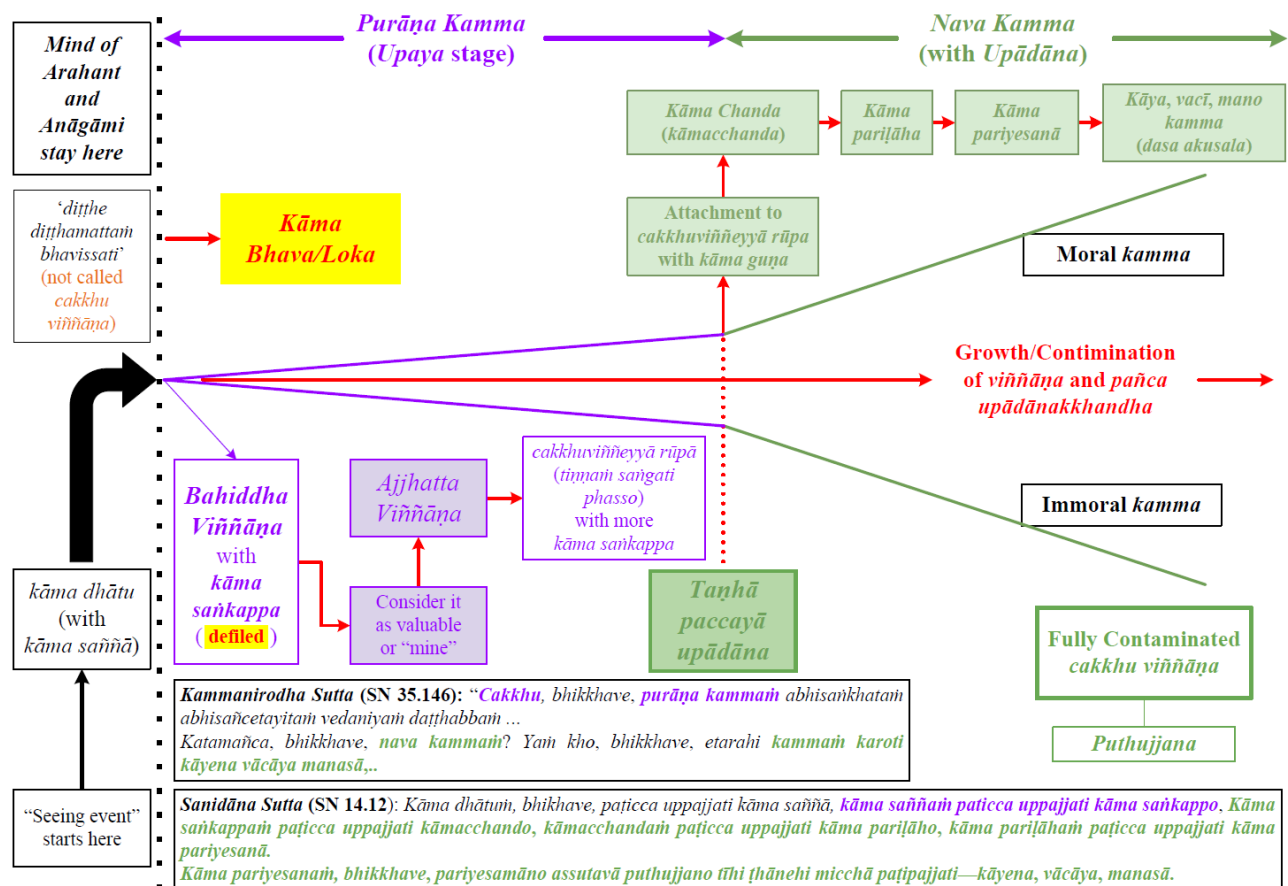 Mind of
Arahant
and
Anāgāmi
stay here
Purāṇa Kamma
(Upaya stage)
Nava Kamma
(with Upādāna)
Kāma Chanda
(kāmacchanda)
Kāma
pariḷāha
Kāma
pariyesanā
Kāya, vacī, mano
kamma
(dasa akusala)
‘diṭṭhe
diṭṭhamattaṁ
bhavissati’
(not called
cakkhu
viññāṇa)
Kāma
Bhava/Loka
Attachment to
cakkhuviññeyyā rūpa
with kāma guṇa
Moral kamma
Growth/Contimination
of viññāṇa and pañca
upādānakkhandha
Bahiddha
Viññāṇa
with
kāma
saṅkappa
(defiled)
Ajjhatta
Viññāṇa
Consider it
as valuable
or “mine”
cakkhuviññeyyā rūpā
(tiṇṇaṁ saṅgati
phasso)
with more
kāma saṅkappa
Immoral kamma
kāma dhātu
(with
kāma saññā)
Taṇhā
paccayā
upādāna
Fully Contaminated
cakkhu viññāṇa
Puthujjana
Kammanirodha Sutta (SN 35.146): “Cakkhu, bhikkhave, purāṇa kammaṁ abhisaṅkhataṁ
abhisañcetayitaṁ vedaniyaṁ daṭṭhabbaṁ ...
Katamañca, bhikkhave, nava kammaṁ? Yaṁ kho, bhikkhave, etarahi kammaṁ karoti
kāyena vācāya manasā,..
“Seeing event”
starts here
Sanidāna Sutta (SN 14.12): Kāma dhātuṁ, bhikhave, paṭicca uppajjati kāma saññā, kāma saññaṁ paticca uppajjati kāma saṅkappo, Kāma
saṅkappaṁ paṭicca uppajjati kāmacchando, kāmacchandaṁ paṭicca uppajjati kāma pariḷāho, kāma pariḷāhaṁ paṭicca uppajjati kāma
pariyesanā.
Kāma pariyesanaṁ, bhikkhave, pariyesamāno assutavā puthujjano tīhi ṭhānehi micchā paṭipajjati—kāyena, vācāya, manasā.